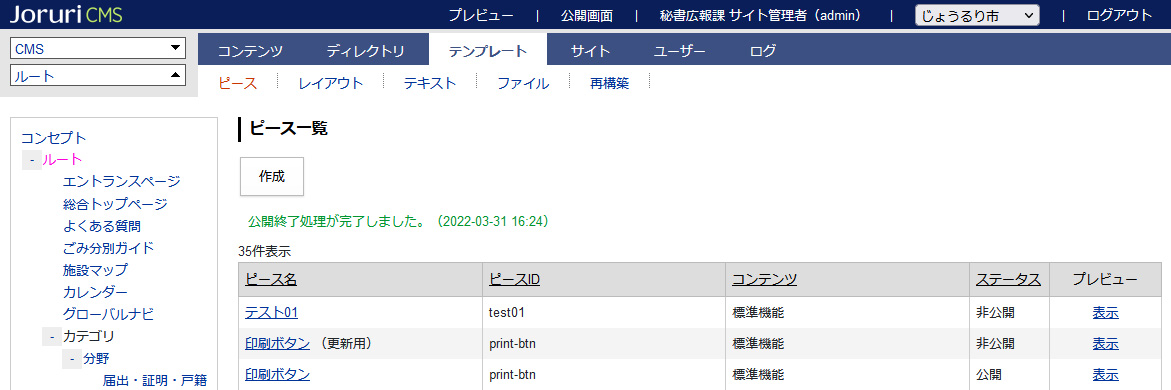 Joruri CMS
プレビュー | 公開画面 | 秘書広報課 サイト管理者（admin） | じょうるり市 | ログアウト
CMS
ルート
コンテンツ ディレクトリ テンプレート サイト ユーザー ログ
ピース レイアウト テキスト ファイル 再構築
コンセプト
- ルート
エントランスページ
総合トップページ
よくある質問
ごみ分別ガイド
施設マップ
カレンダー
グローバルナビ
- カテゴリ
- 分野
届出・証明・戸籍
ピース一覧
作成
公開終了処理が完了しました。（2022-03-31 16:24）
35件表示
ピース名 ピースID コンテンツ ステータス プレビュー
テスト01 test01 標準機能 非公開 表示
印刷ボタン （更新用） print-btn 標準機能 非公開 表示
印刷ボタン print-btn 標準機能 公開 表示